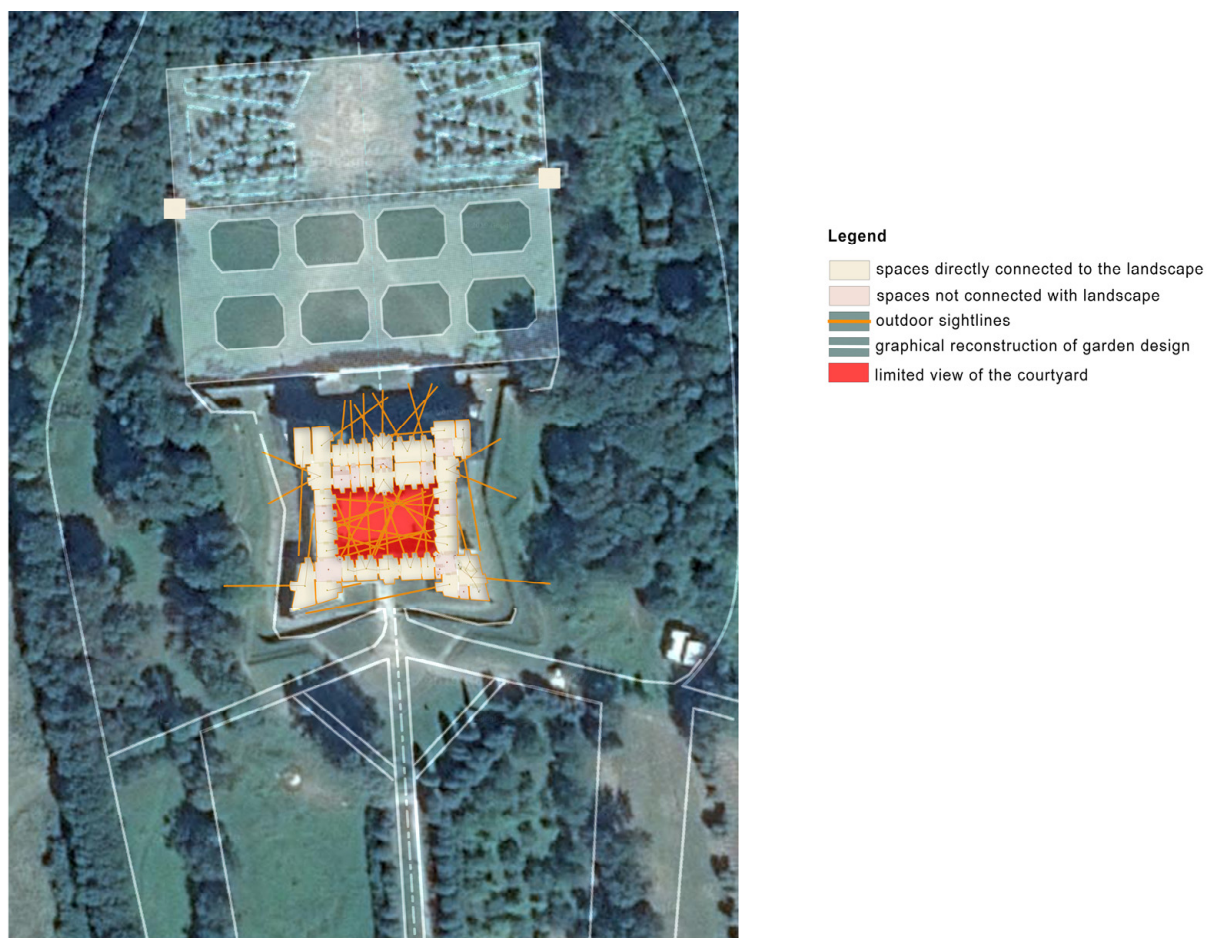 Legend
spaces directly connected to the landscape
spaces not connected with landscape
outdoor sightlines
graphical reconstruction of garden design
limited view of the courtyard